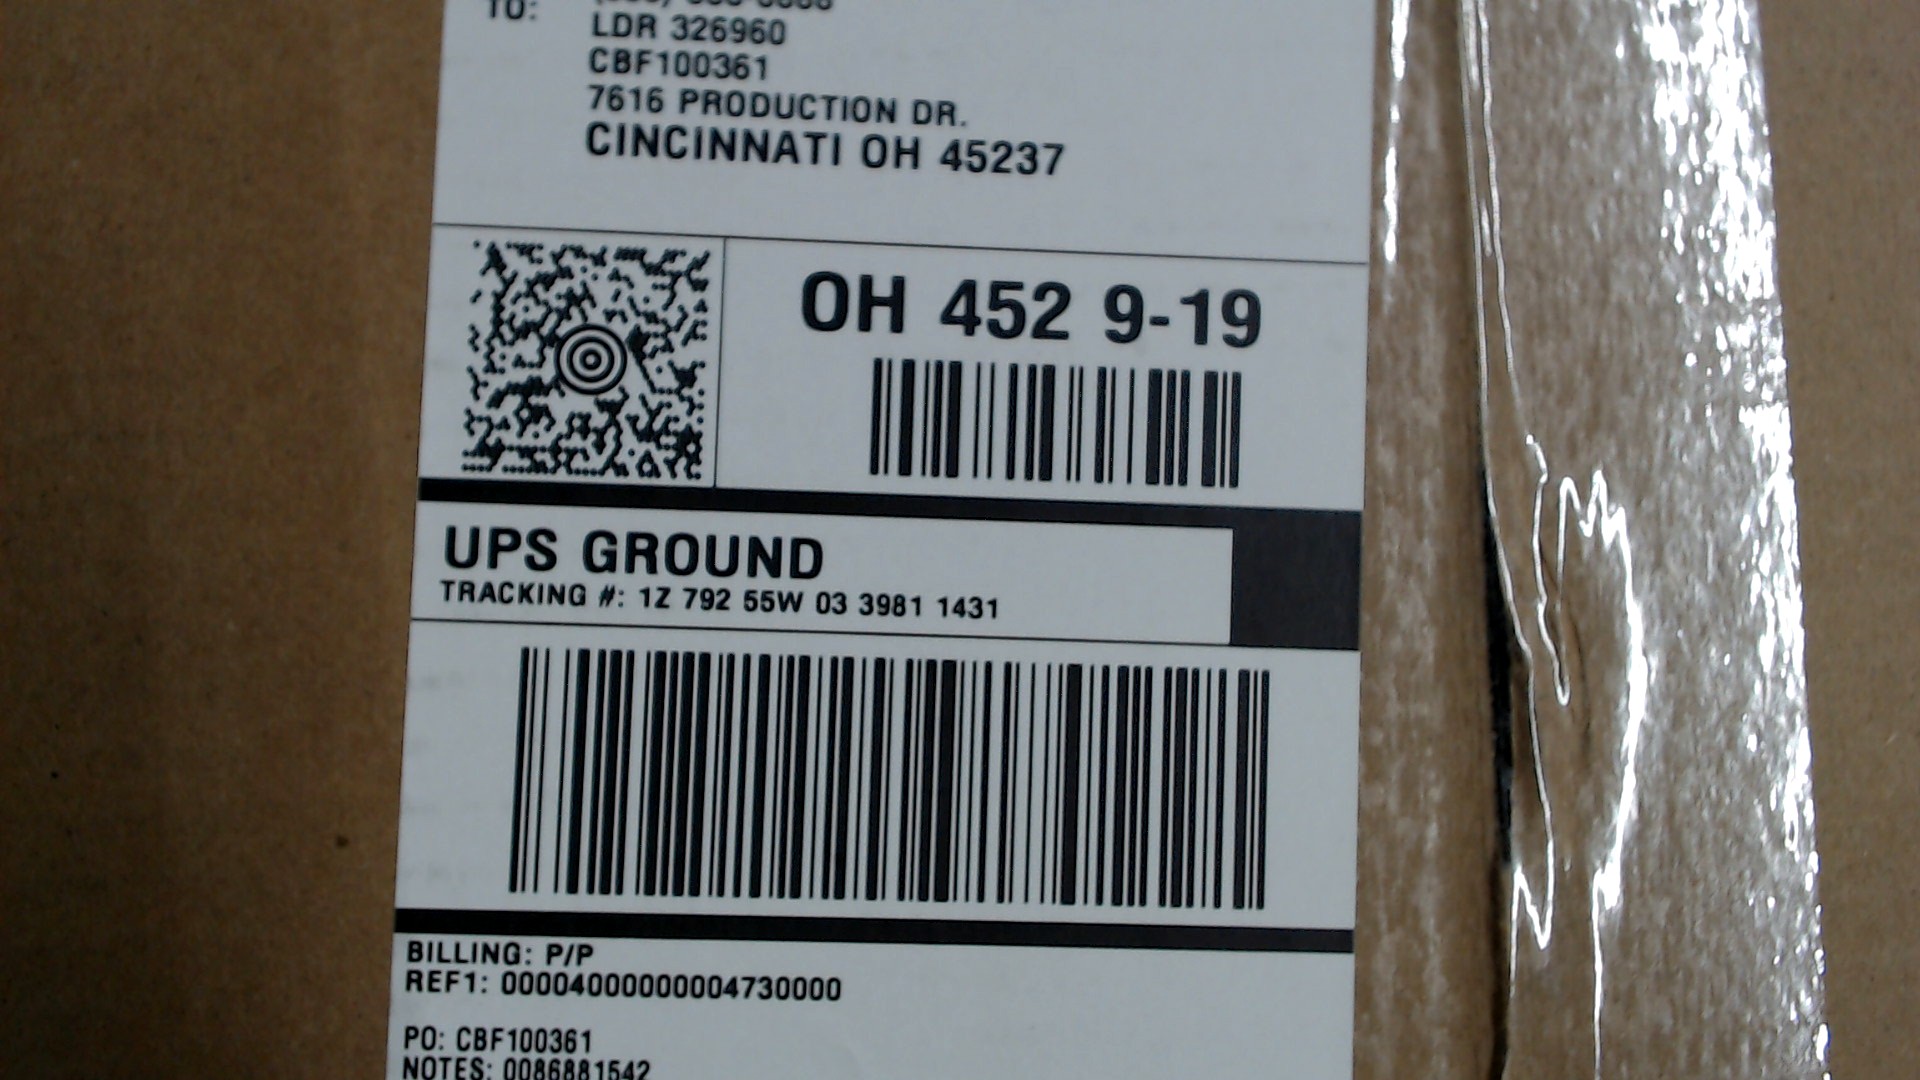 TO:
LDR 326960
CBF100361
7616 PRODUCTION DR.
CINCINNATI OH 45237
OH 452 9-19
UPS GROUND
TRACKING #: 1Z 792 55W 03 3981 1431
BILLING: P/P
REF1: 00004000000004730000
PO: CBF100361
NOTES: 0086881542